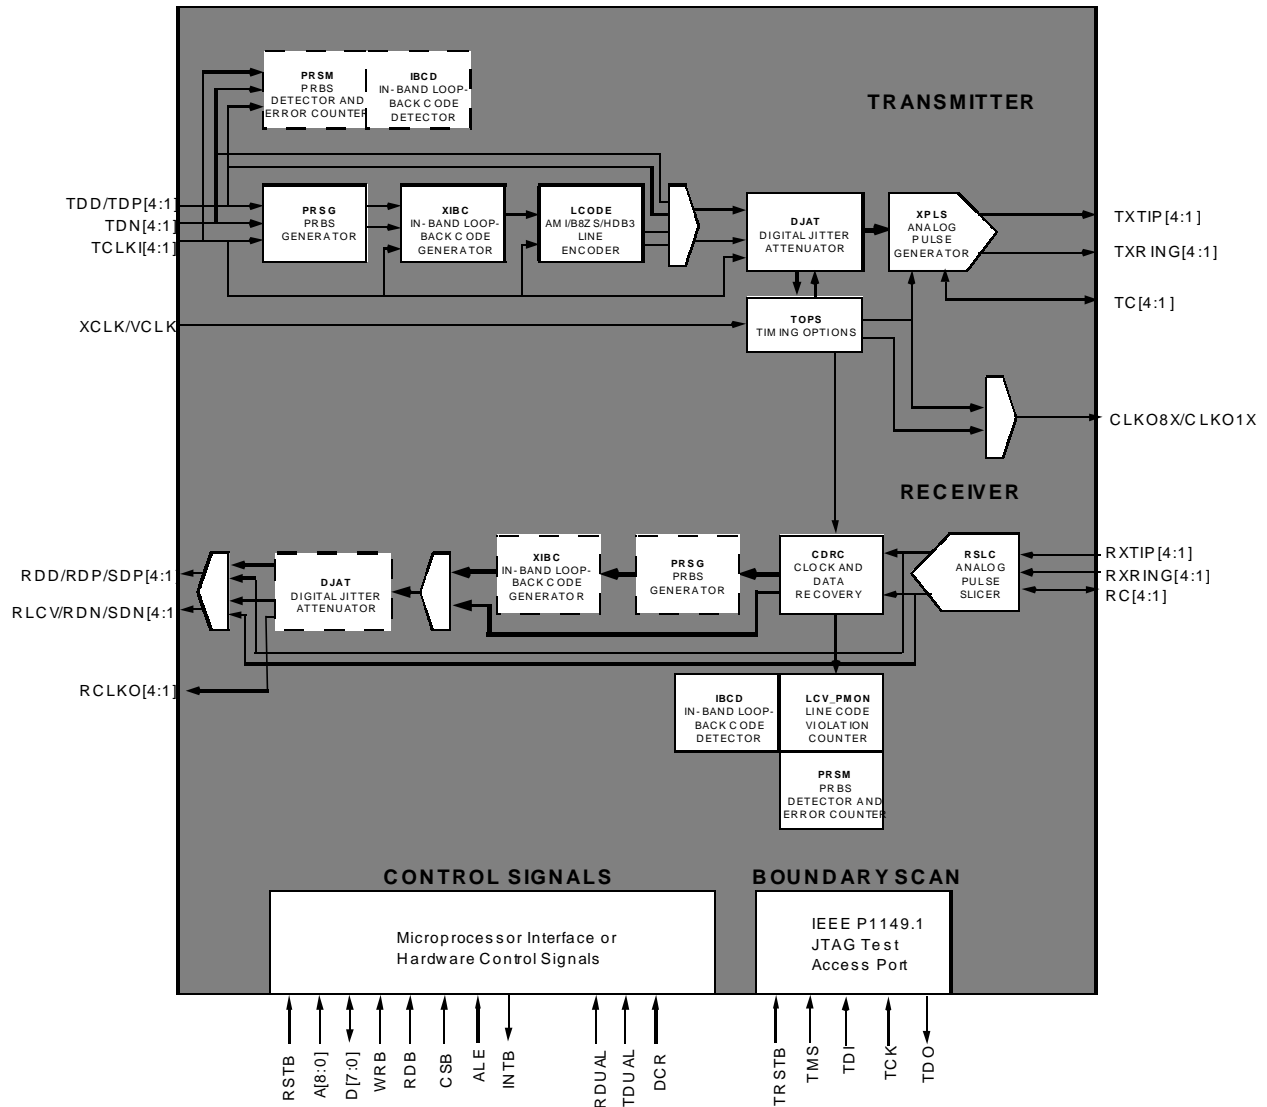 PRSM
PRBS
DETECTOR AND
ERROR COUNTER
IBCD
IN-BAND LOOP-
BACK CODE
DETECTOR
TRANSMITTER
TDD/TDP[4:1]
TDN[4:1]
TCLKI[4:1]
PRSG
PRBS
GENERATOR
XIBC
IN-BAND LOOP-
BACK CODE
GENERATOR
LCODE
AMI/B8ZS/HDB3
LINE
ENCODER
DJAT
DIGITAL JITTER
ATTENUATOR
XPLS
ANALOG
PULSE
GENERATOR
TXTIP[4:1]
TXRING[4:1]
TC[4:1]
XCLK/VCLK
TOPS
TIMING OPTIONS
CLKO8X/CLKO1X
RECEIVER
RDD/RDP/SDP[4:1
RLCV/RDN/SDN[4:1
RCLKO[4:1]
DJAT
DIGITAL JITTER
ATTENUATOR
XIBC
IN-BAND LOOP-
BACK CODE
GENERATOR
PRSG
PRBS
GENERATOR
CDRC
CLOCK AND
DATA
RECOVERY
RSLC
ANALOG
PULSE
SLICER
RXTIP[4:1]
RXRING[4:1]
RC[4:1]
IBCD
IN-BAND LOOP-
BACK CODE
DETECTOR
LCV_PMON
LINE CODE
VIOLATION
COUNTER
PRSM
PRBS
DETECTOR AND
ERROR COUNTER
CONTROL SIGNALS
Microprocessor Interface or
Hardware Control Signals
BOUNDARY SCAN
IEEE P1149.1
JTAG Test
Access Port
RSTB
A[8:0]
D[7:0]
WRB
RDB
CSB
ALE
INTB
RDUAL
TDUAL
DCR
TRSTB
TMS
TDI
TCK
TDO